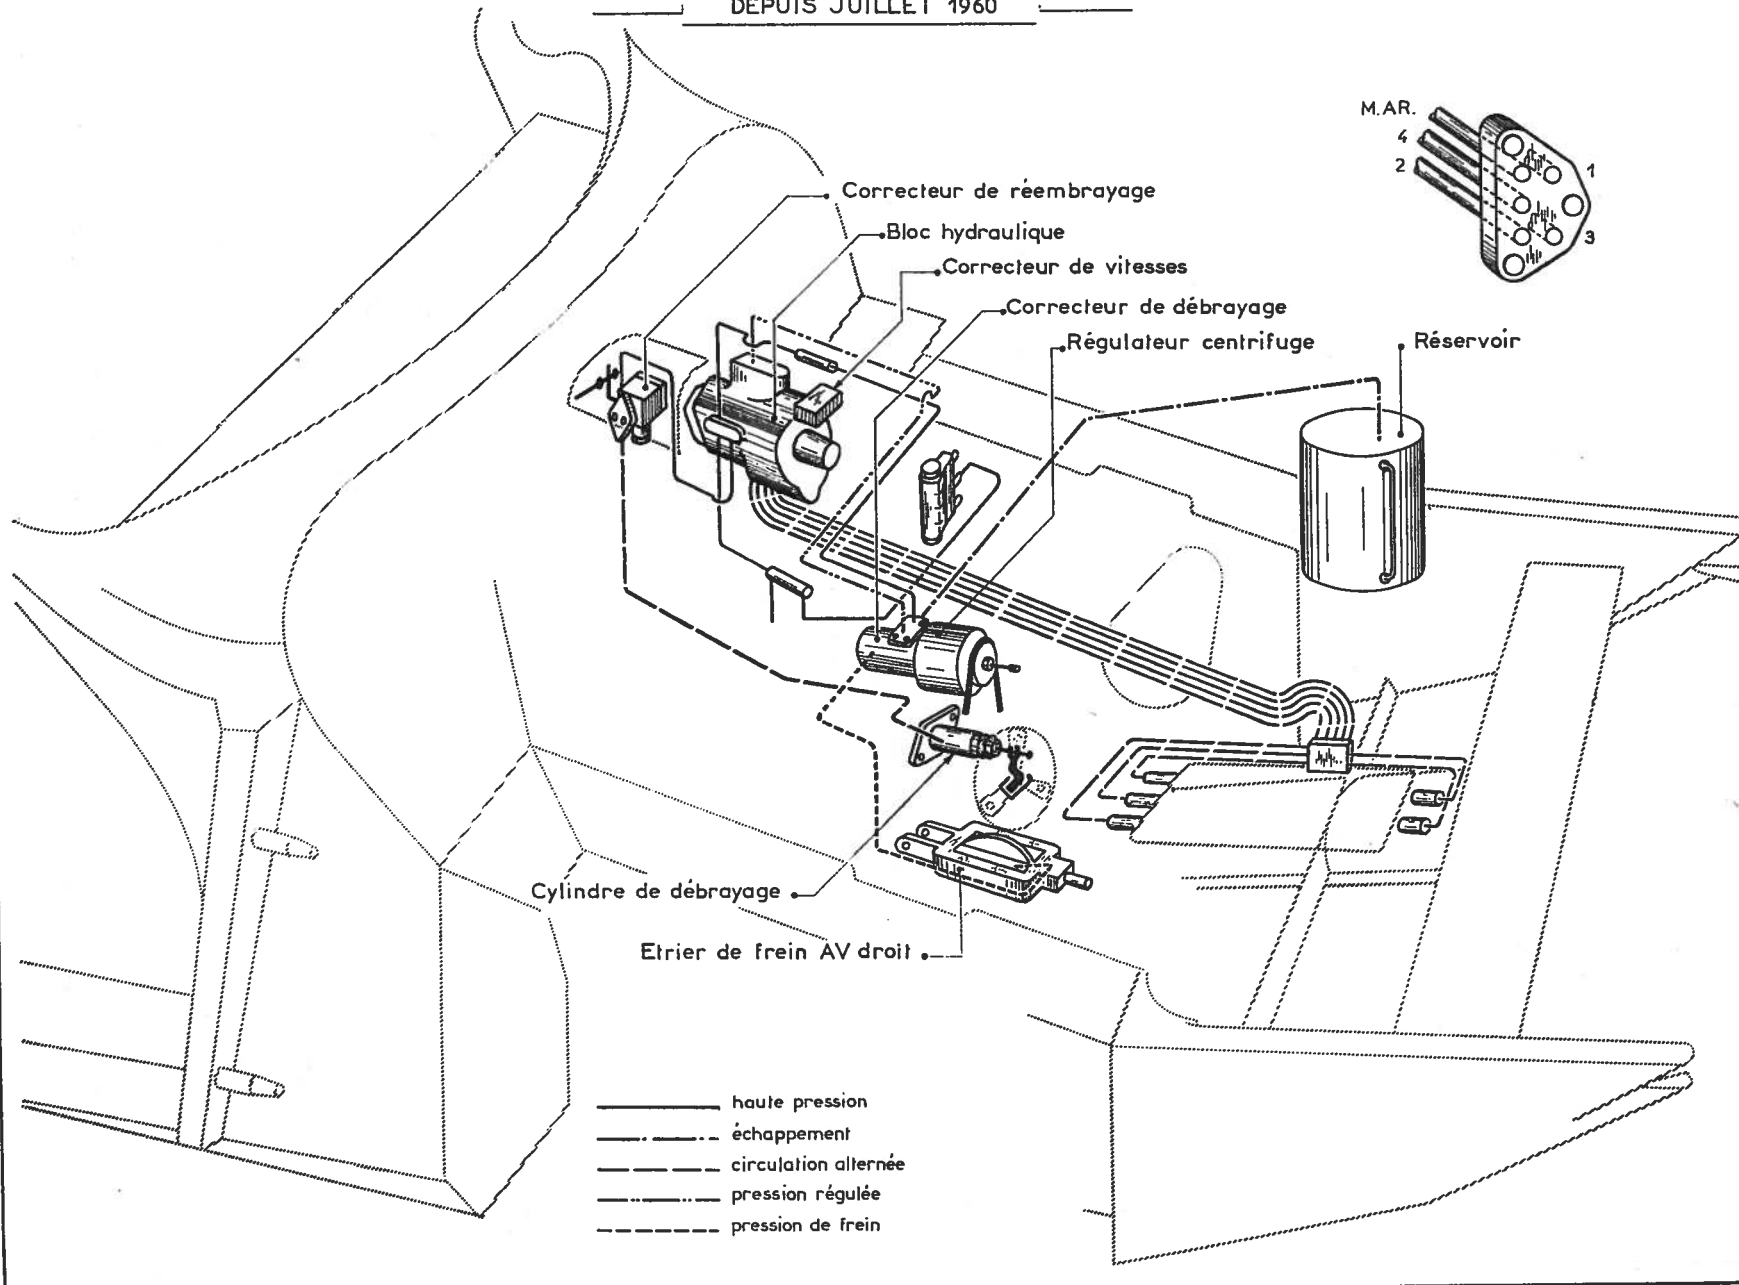 DEPUIS JUILLET 1960
M.AR.
4
2
1
3
Correcteur de réembrayage
Bloc hydraulique
Correcteur de vitesses
Correcteur de débrayage
Régulateur centrifuge
Réservoir
Cylindre de débrayage
Etrier de frein AV droit
haute pression
échappement
circulation alternée
pression régulée
pression de frein